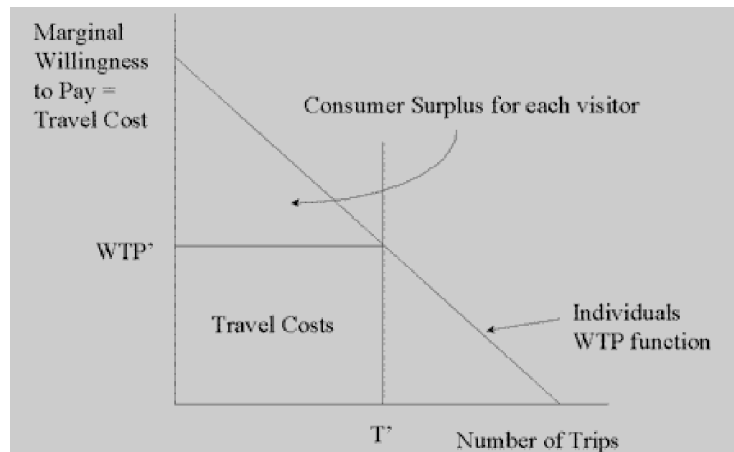 Marginal
Willingness
to Pay =
Travel Cost
Consumer Surplus for each visitor
WTP'
Travel Costs
Individuals
WTP function
T'
Number of Trips